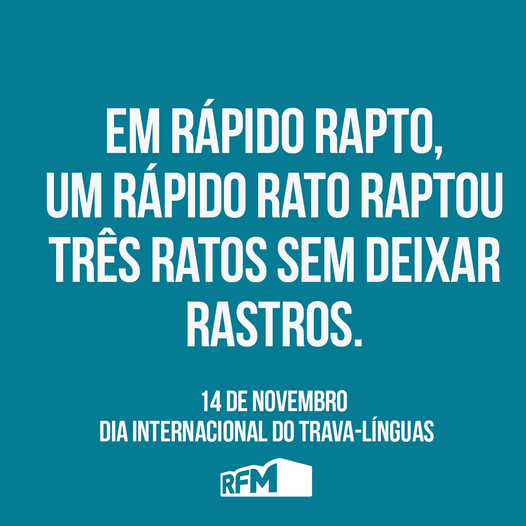 EM RÁPIDO RAPTO,
UM RÁPIDO RATO RAPTOU
TRÊS RATOS SEM DEIXAR
RASTROS.
14 DE NOVEMBRO
DIA INTERNACIONAL DO TRAVA-LÍNGUAS
RFM